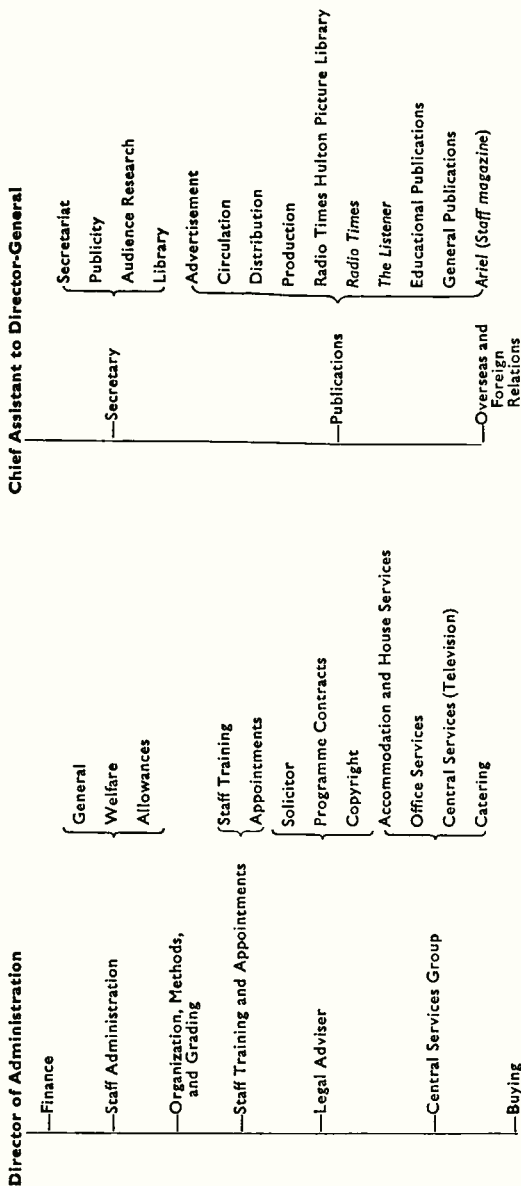 Director of Administration
Finance
Staff Administration
General
Welfare
Allowances
Organization, Methods,
and Grading
Staff Training and Appointments
Staff Training
Appointments
Legal Adviser
Solicitor
Programme Contracts
Copyright
Central Services Group
Accommodation and House Services
Office Services
Central Services (Television)
Catering
Buying
Chief Assistant to Director-General
Secretary
Secretariat
Publicity
Audience Research
Library
Publications
Advertisement
Circulation
Distribution
Production
Radio Times Hulton Picture Library
Radio Times
The Listener
Educational Publications
General Publications
Ariel (Staff magazine)
Overseas and
Foreign
Relations